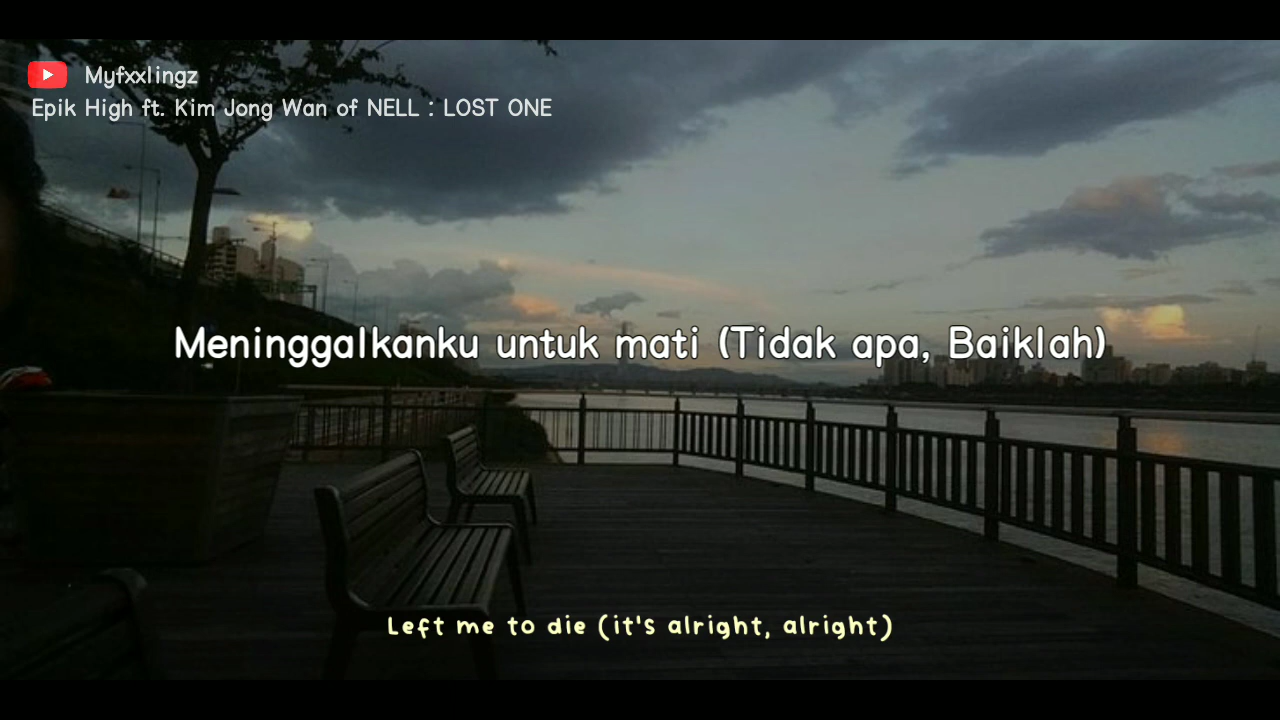 Myfxxlingz
Epik High ft. Kim Jong Wan of NELL : LOST ONE
Meninggalkanku untuk mati (Tidak apa, Baiklah)
Left me to die (it's alright, alright)